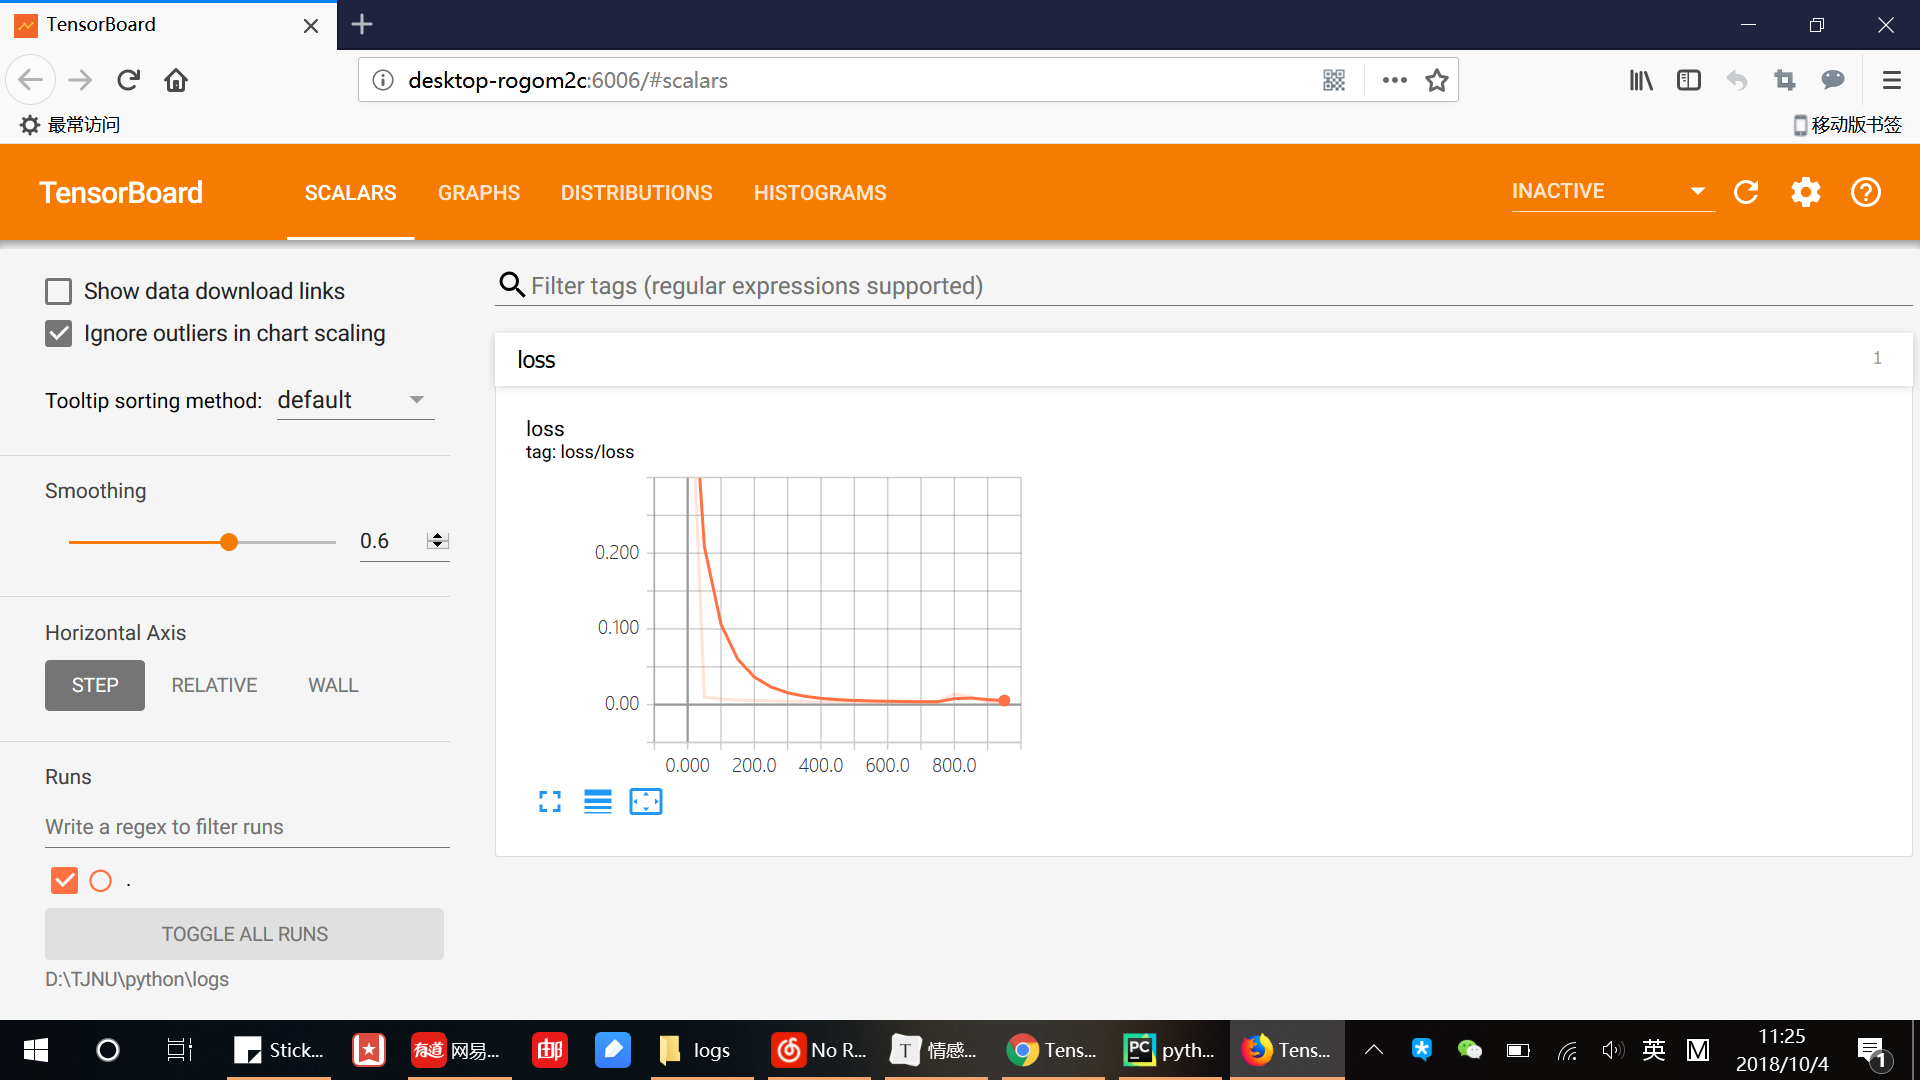 TensorBoard
desktop-rogom2c:6006/#scalars
最常访问
移动版书签
TensorBoard
SCALARS
GRAPHS
DISTRIBUTIONS
HISTOGRAMS
INACTIVE
Show data download links
Ignore outliers in chart scaling
Tooltip sorting method: default
Smoothing
0.6
Horizontal Axis
STEP
RELATIVE
WALL
Runs
Write a regex to filter runs
.
TOGGLE ALL RUNS
D:\TJNU\python\logs
Filter tags (regular expressions supported)
loss
1
loss
tag: loss/loss
0.200
0.100
0.00
0.000 200.0 400.0 600.0 800.0
Stick...
有道 网易...
邮
logs
No R...
T 情感...
Tens...
PC pyth...
Tens...
英
M
11:25
2018/10/4
1